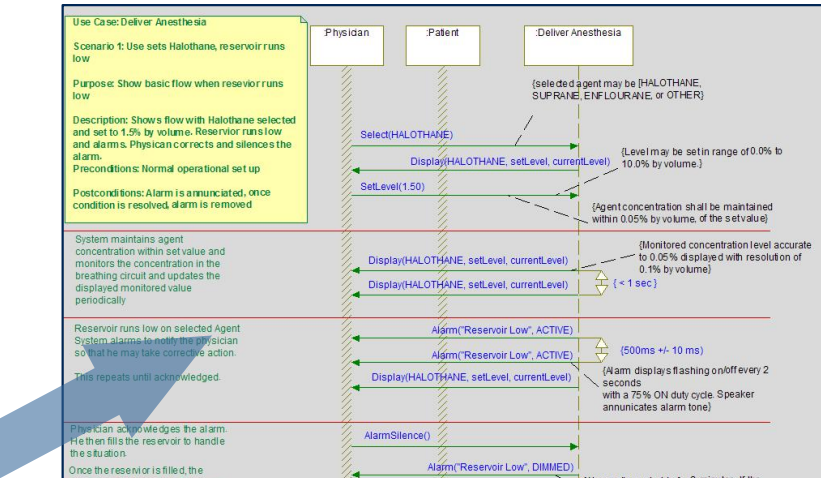 Use Case: Deliver Anesthesia
Scenario 1: Use sets Halothane, reservoir runs
low
Purpose: Show basic flow when resevior runs
low
Description: Shows flow with Halothane selected
and set to 1.5% by volume. Reservior runs low
and alarms. Physican corrects and silences the
alarm.
Preconditions: Normal operational set up
Postconditions: Alarm is annunciated, once
condition is resolved, alarm is removed
:Physician
:Patient
:Deliver Anesthesia
{selected agent may be [HALOTHANE,
SUPRANE, ENFLOURANE, or OTHER}
Select(HALOTHANE)
Display(HALOTHANE, setLevel, currentLevel)
{Level may be set in range of 0.0% to
10.0% by volume.}
SetLevel(1.50)
{Agent concentration shall be maintained
within 0.05% by volume, of the set value}
System maintains agent
concentration within set value and
monitors the concentration in the
breathing circuit and updates the
displayed monitored value
periodically
{Monitored concentration level accurate
to 0.05% displayed with resolution of
0.1% by volume}
Display(HALOTHANE, setLevel, currentLevel)
Display(HALOTHANE, setLevel, currentLevel)
{ < 1 sec }
Reservoir runs low on selected Agent
System alarms to notify the physician
so that he may take corrective action.
This repeats until acknowledged.
Alarm("Reservoir Low", ACTIVE)
Alarm("Reservoir Low", ACTIVE)
{500ms +/- 10 ms}
Display(HALOTHANE, setLevel, currentLevel)
{Alarm displays flashing on/off every 2
seconds
with a 75% ON duty cycle. Speaker
annunicates alarm tone}
Physician acknowledges the alarm.
He then fills the reservoir to handle
the situation.
Once the reservior is filled, the
AlarmSilence()
Alarm("Reservoir Low", DIMMED)